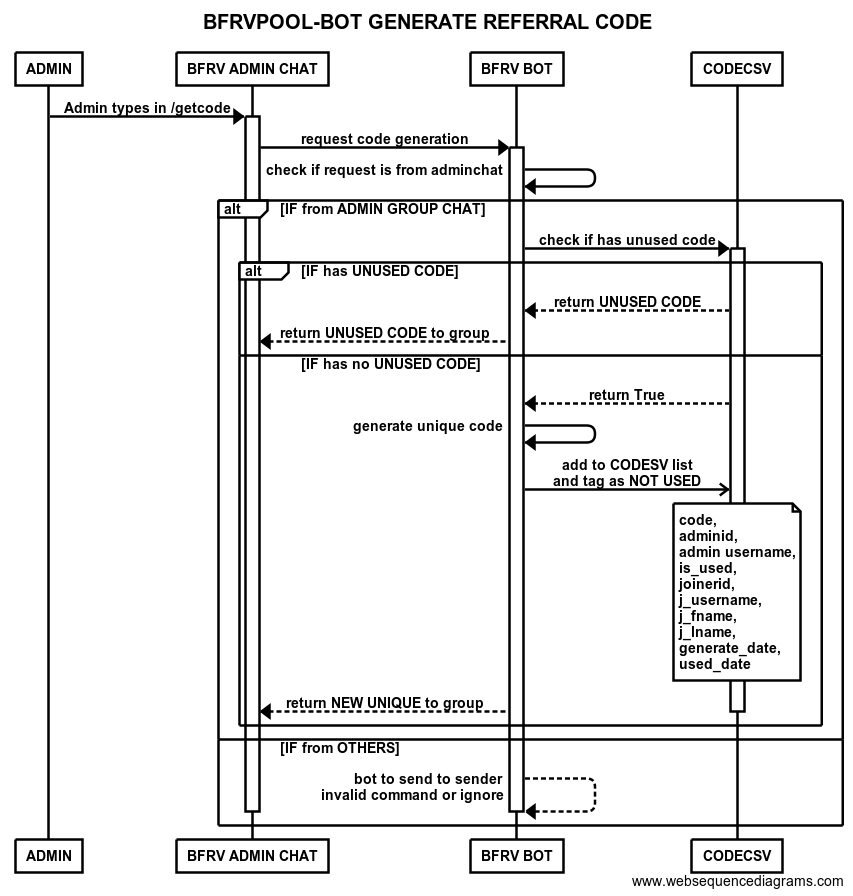 BFRVPOOL-BOT GENERATE REFERRAL CODE
ADMIN
BFRV ADMIN CHAT
BFRV BOT
CODECSV
Admin types in /getcode
request code generation
check if request is from adminchat
alt
[IF from ADMIN GROUP CHAT]
check if has unused code
alt
[IF has UNUSED CODE]
return UNUSED CODE
return UNUSED CODE to group
[IF has no UNUSED CODE]
return True
generate unique code
add to CODESV list
and tag as NOT USED
code,
adminid,
admin username,
is_used,
joinerid,
j_username,
j_fname,
j_lname,
generate_date,
used_date
return NEW UNIQUE to group
[IF from OTHERS]
bot to send to sender
invalid command or ignore
ADMIN
BFRV ADMIN CHAT
BFRV BOT
CODECSV
www.websequencediagrams.com